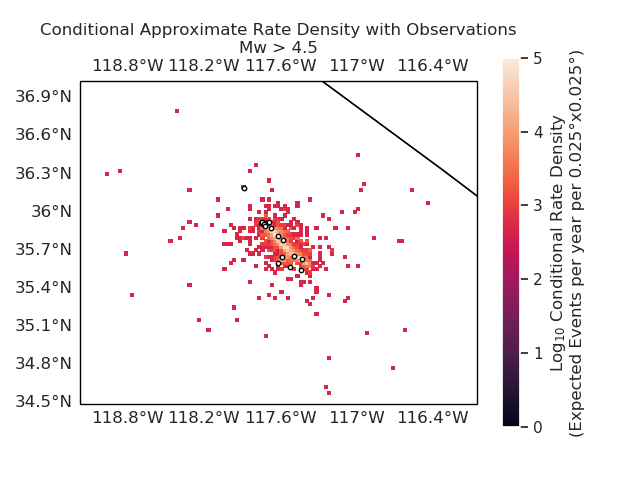 Conditional Approximate Rate Density with Observations
Mw > 4.5
118.8°W 118.2°W 117.6°W 117°W 116.4°W
36.9°N
36.6°N
36.3°N
36°N
35.7°N
35.4°N
35.1°N
34.8°N
34.5°N
118.8°W 118.2°W 117.6°W 117°W 116.4°W
5
4
3
2
1
0
Log₁₀ Conditional Rate Density
(Expected Events per year per 0.025°x0.025°)